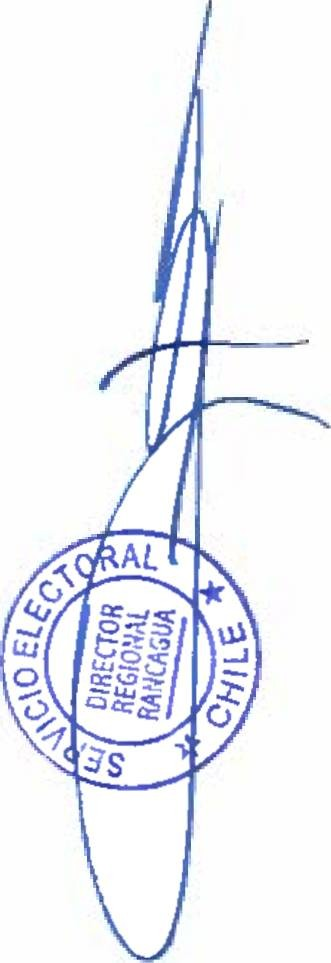 SERVICIO ELECTORAL
★ CHILE ★
DIRECTOR
REGIONAL
RANCAGUA